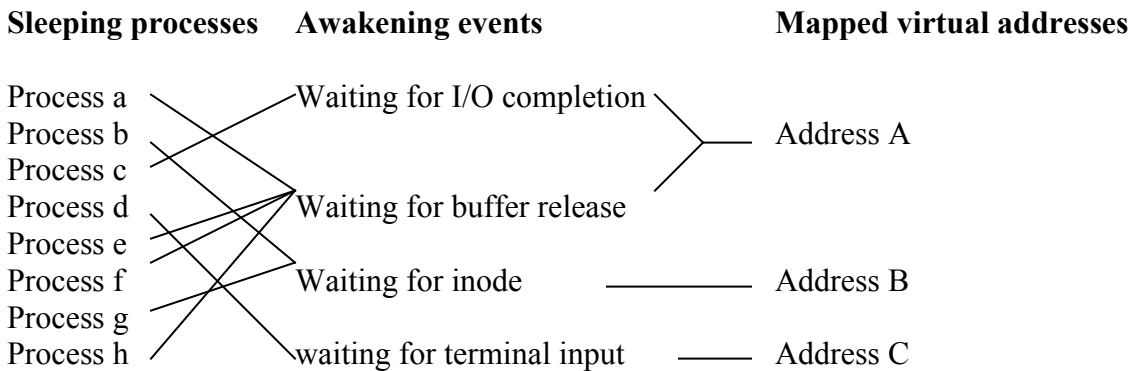 Sleeping processes Awakening events Mapped virtual addresses
Process a Waiting for I/O completion
Process b Address A
Process c
Process d Waiting for buffer release
Process e
Process f Waiting for inode Address B
Process g
Process h waiting for terminal input Address C